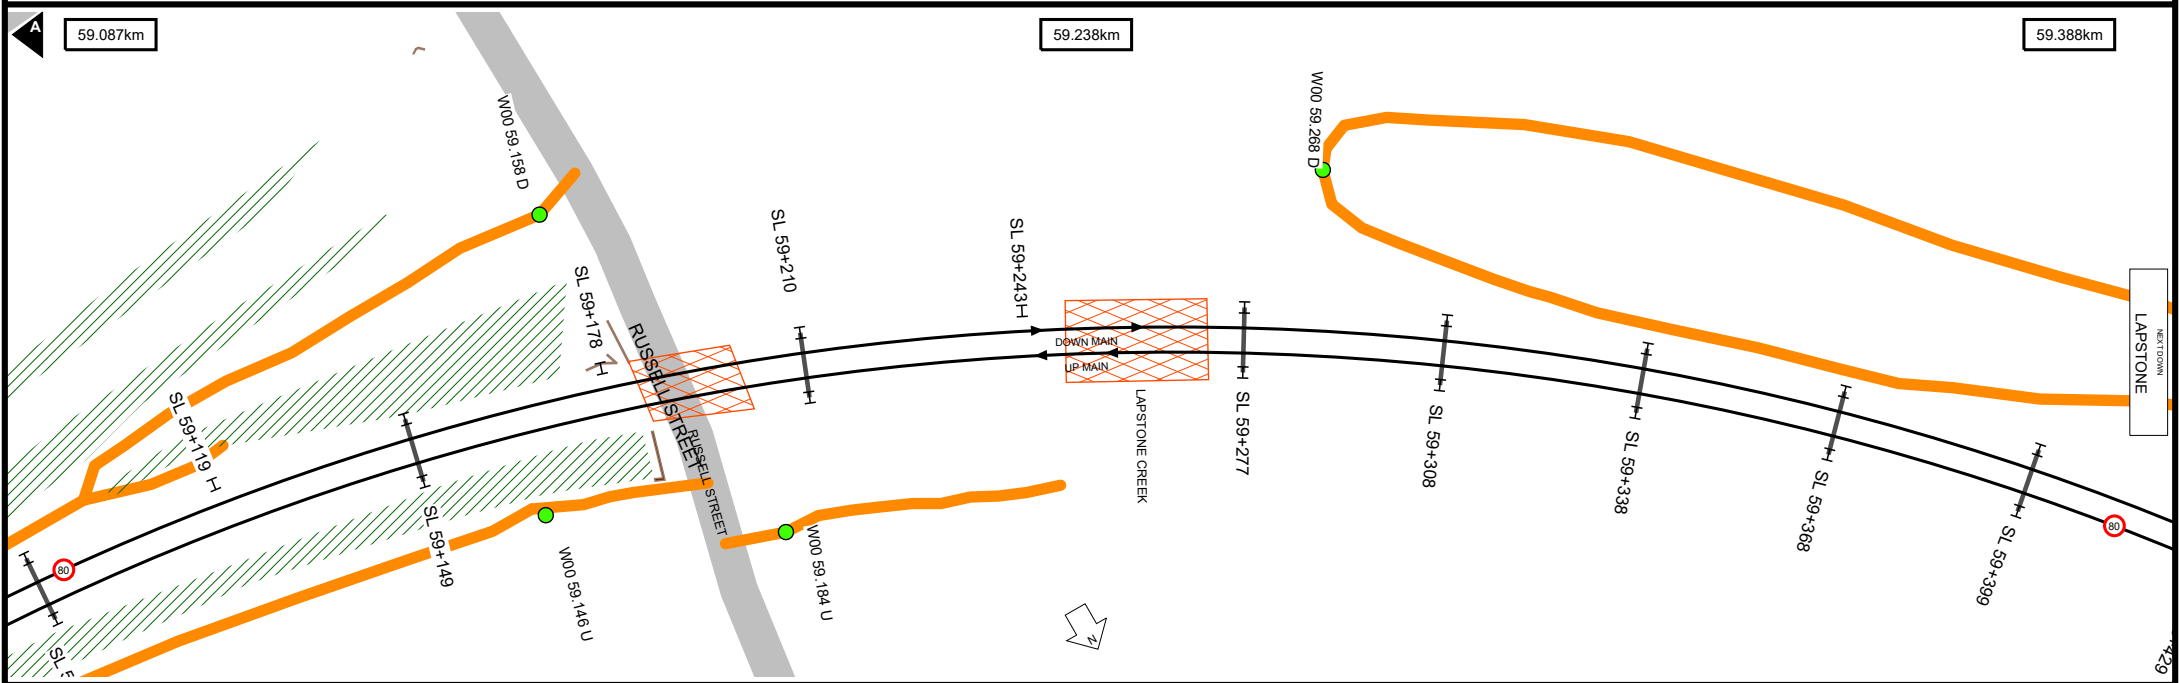 A
59.087km
59.238km
59.388km
W00 59.158 D
W00 59.268 D
SL 59+210
SL 59+243
SL 59+178
RUSSELL STREET
DOWN MAIN
UP MAIN
NEXT DOWN
LAPSTONE
SL 59+119
RUSSELL STREET
LAPSTONE CREEK
SL 59+277
SL 59+308
SL 59+338
SL 59+368
SL 59+399
SL 59+149
80
80
W00 59.146 U
W00 59.184 U
N
SL
429